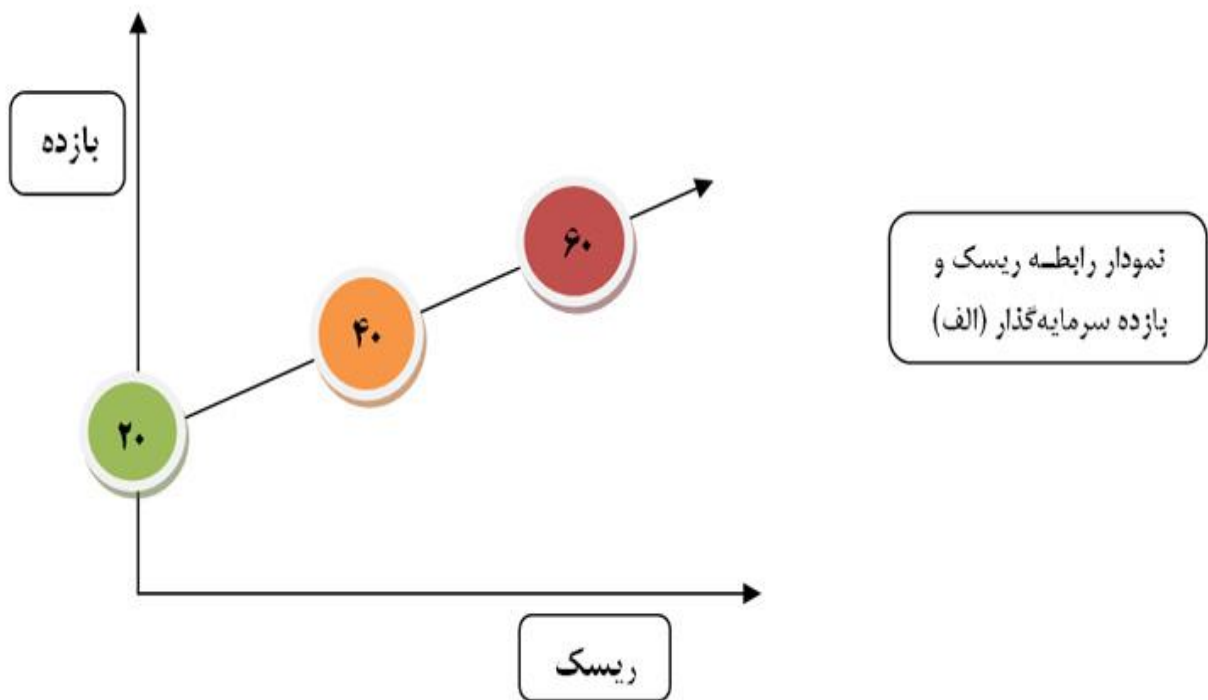 بازده
۶۰
۴۰
۲۰
نمودار رابطه ریسک و
بازده سرمایه‌گذار (الف)
ریسک